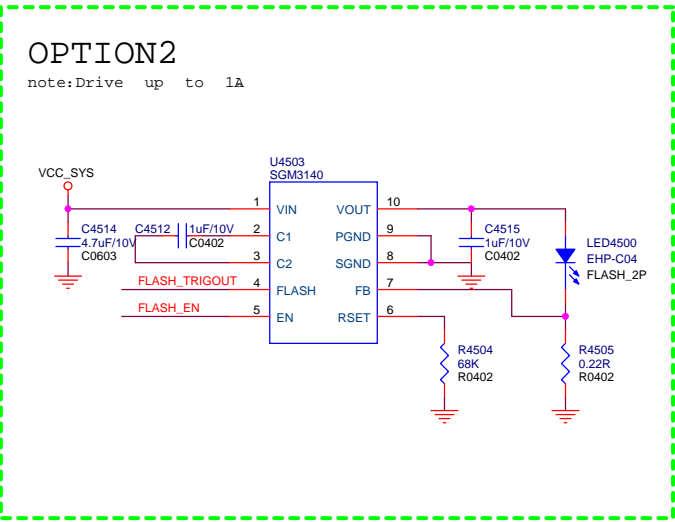 OPTION2
note:Drive up to 1A
VCC_SYS
U4503
SGM3140
1 VIN VOUT 10
2 C1 PGND 9
3 C2 SGND 8
4 FLASH FB 7
5 EN RSET 6
C4514
4.7uF/10V
C0603
C4512 1uF/10V
C0402
FLASH_TRIGOUT
FLASH_EN
C4515
1uF/10V
C0402
LED4500
EHP-C04
FLASH_2P
R4504
68K
R0402
R4505
0.22R
R0402